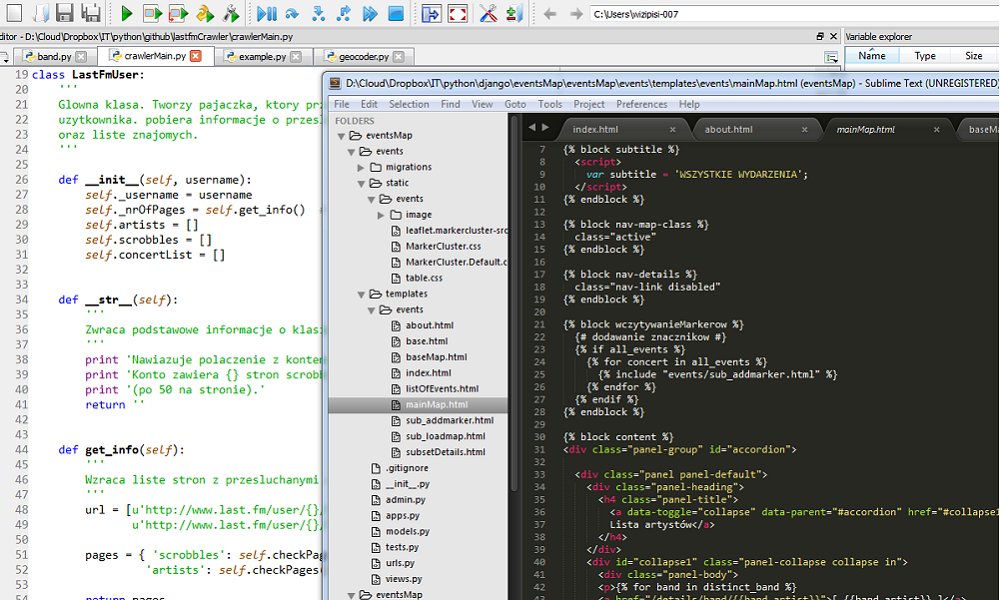 C:\Users\wizipisi-007
ditor - D:\Cloud\Dropbox\IT\python\github\lastfmCrawler\crawlerMain.py
Variable explorer
band.py
crawlerMain.py
example.py
geocoder.py
Name Type Size
19 class LastFmUser:
20 '''
21 Glowna klasa. Tworzy pajaczka, ktory
22 uzytkownika. pobiera informacje o
23 oraz liste znajomych.
24 '''
25
26 def __init__(self, username):
27 self._username = username
28 self._nrOfPages = self.get_info()
29 self.artists = []
30 self.scrobbles = []
31 self.concertList = []
32
33
34 def __str__(self):
35 '''
36 Zwraca podstawowe informacje o
37 '''
38 print 'Nawiazuje polaczenie z
39 print 'Konto zawiera {} stron
40 print '(po 50 na stronie).'
41 return ''
42
43
44 def get_info(self):
45 '''
46 Wzraca liste stron z przesluchanymi
47 '''
48 url = [u'http://www.last.fm/user/{}
49 u'http://www.last.fm/user/{}
50
51 pages = { 'scrobbles': self.checkPag
52 'artists': self.checkPages
53
54 return pages
D:\Cloud\Dropbox\IT\python\django\eventsMap\eventsMap\events\templates\events\mainMap.html (eventsMap) - Sublime Text (UNREGISTERED)
File Edit Selection Find View Goto Tools Project Preferences Help
FOLDERS
eventsMap
events
migrations
static
events
image
leaflet.markercluster-src
MarkerCluster.css
MarkerCluster.Default.c
table.css
templates
events
about.html
base.html
baseMap.html
index.html
listOfEvents.html
mainMap.html
sub_addmarker.html
sub_loadmap.html
subsetDetails.html
.gitignore
__init__.py
admin.py
apps.py
models.py
tests.py
urls.py
views.py
eventsMap
index.html
about.html
mainMap.html
baseMa
7 {% block subtitle %}
8 <script>
9 var subtitle = 'WSZYSTKIE WYDARZENIA';
10 </script>
11 {% endblock %}
12
13 {% block nav-map-class %}
14 class="active"
15 {% endblock %}
16
17 {% block nav-details %}
18 class="nav-link disabled"
19 {% endblock %}
20
21 {% block wczytywanieMarkerow %}
22 {# dodawanie znacznikow #}
23 {% if all_events %}
24 {% for concert in all_events %}
25 {% include "events/sub_addmarker.html" %}
26 {% endfor %}
27 {% endif %}
28 {% endblock %}
29
30 {% block content %}
31 <div class="panel-group" id="accordion">
32
33 <div class="panel panel-default">
34 <div class="panel-heading">
35 <h4 class="panel-title">
36 <a data-toggle="collapse" data-parent="#accordion" href="#collapse1
37 Lista artystów</a>
38 </h4>
39 </div>
40 <div id="collapse1" class="panel-collapse collapse in">
41 <div class="panel-body">
42 <p>{% for band in distinct_band %}
43 <a href="/details/band/{{band.artist}}">[ {{band.artist}} ]</a>